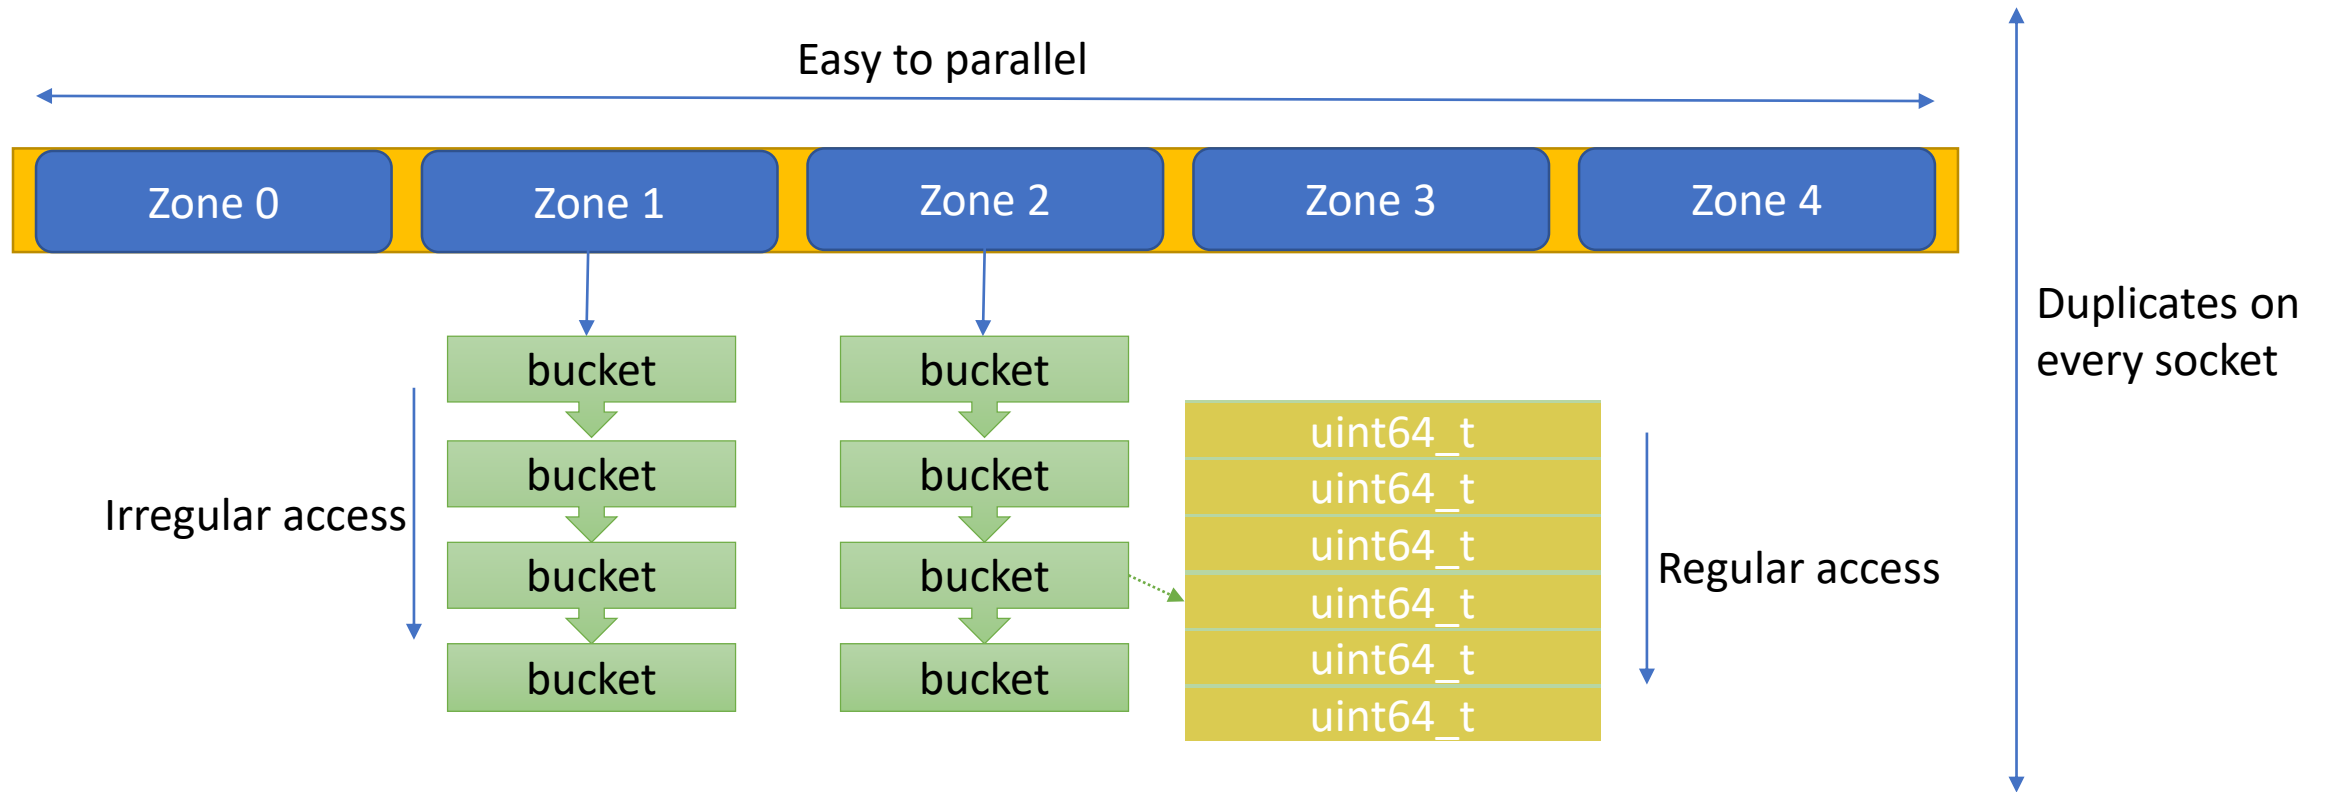 Easy to parallel
Zone 0
Zone 1
Zone 2
Zone 3
Zone 4
Duplicates on
every socket
bucket
bucket
bucket
bucket
Irregular access
bucket
bucket
bucket
bucket
uint64_t
uint64_t
uint64_t
uint64_t
uint64_t
uint64_t
Regular access